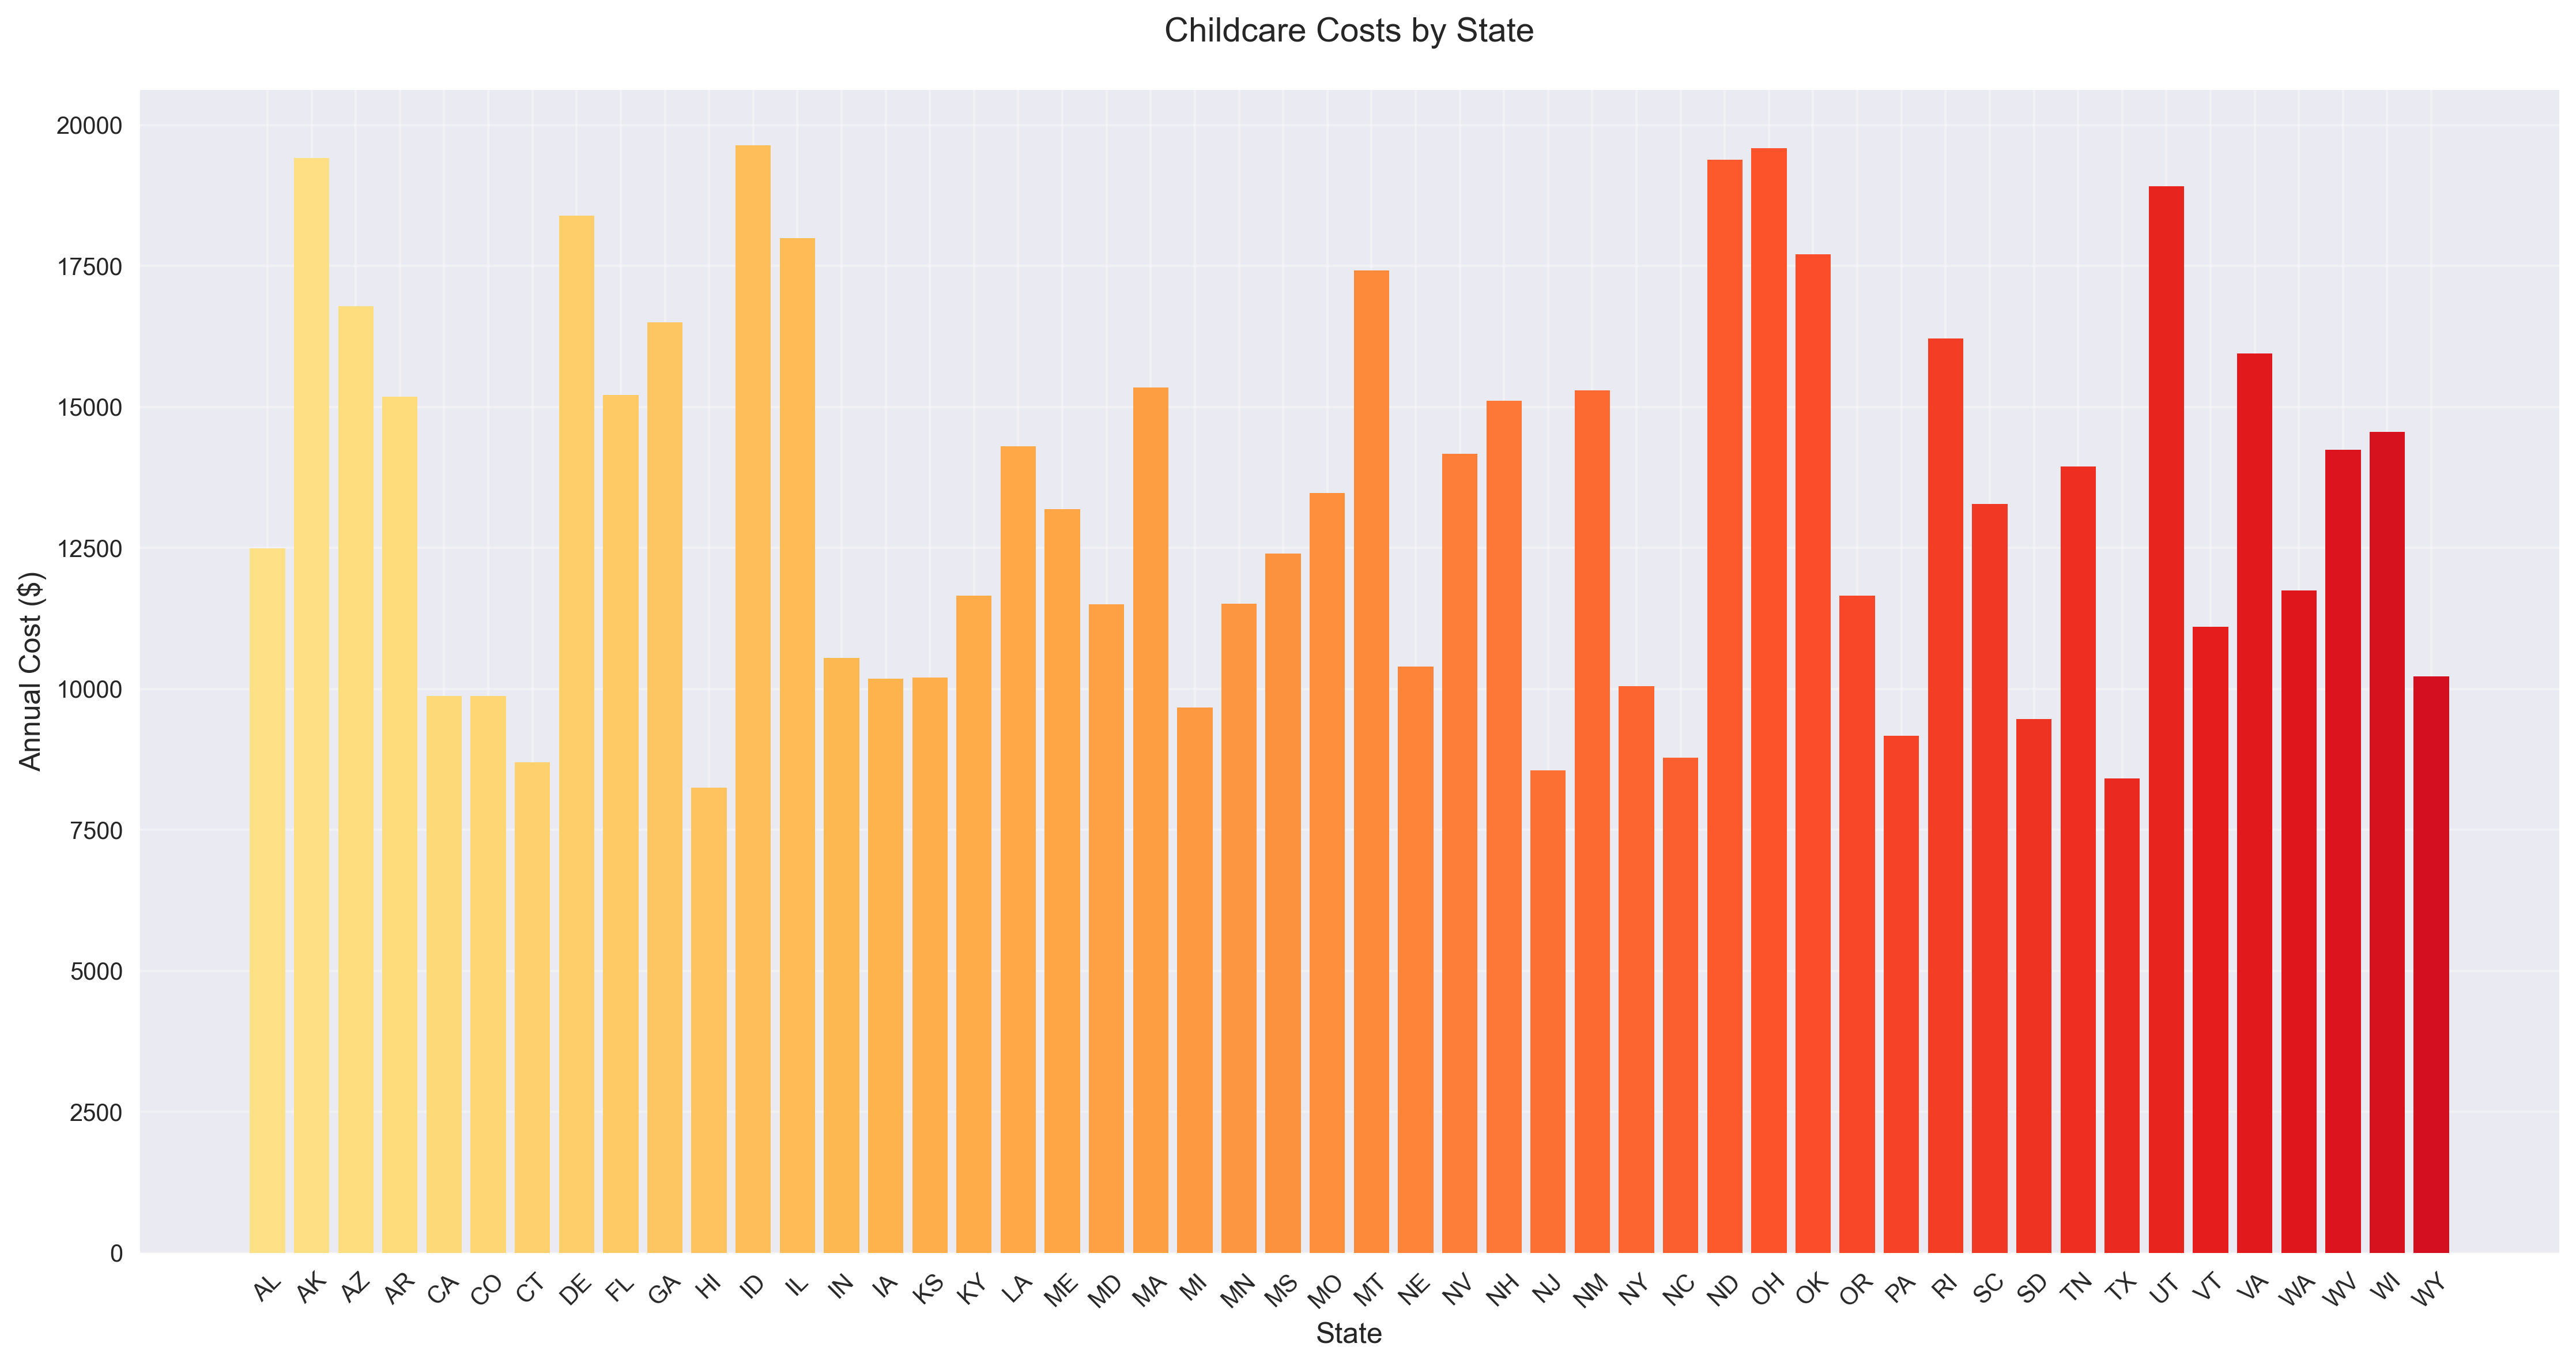 Childcare Costs by State
Annual Cost ($)
20000
17500
15000
12500
10000
7500
5000
2500
0
AL AK AZ AR CA CO CT DE FL GA HI ID IL IN IA KS KY LA ME MD MA MI MN MS MO MT NE NV NH NJ NM NY NC ND OH OK OR PA RI SC SD TN TX UT VT VA WA WV WI WY
State